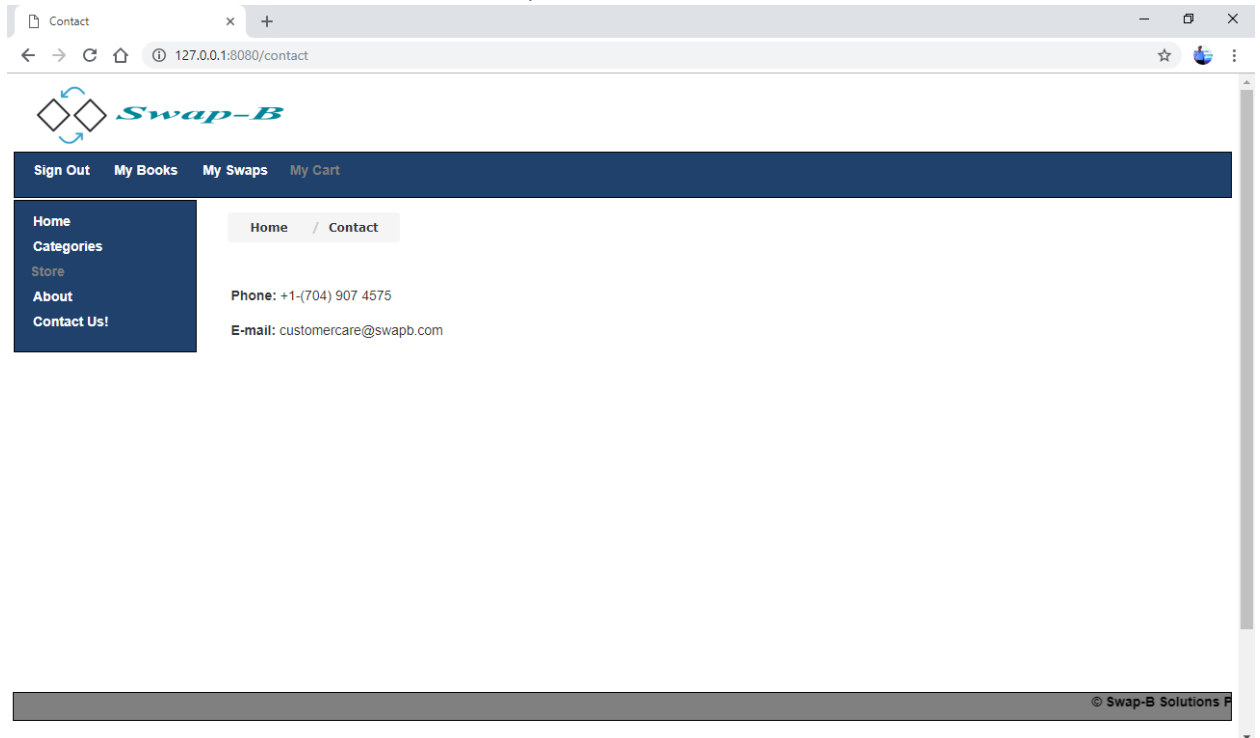 Contact
127.0.0.1:8080/contact
Swap-B
Sign Out My Books My Swaps My Cart
Home
Categories
Store
About
Contact Us!
Home / Contact
Phone: +1-(704) 907 4575
E-mail: customercare@swapb.com
© Swap-B Solutions P